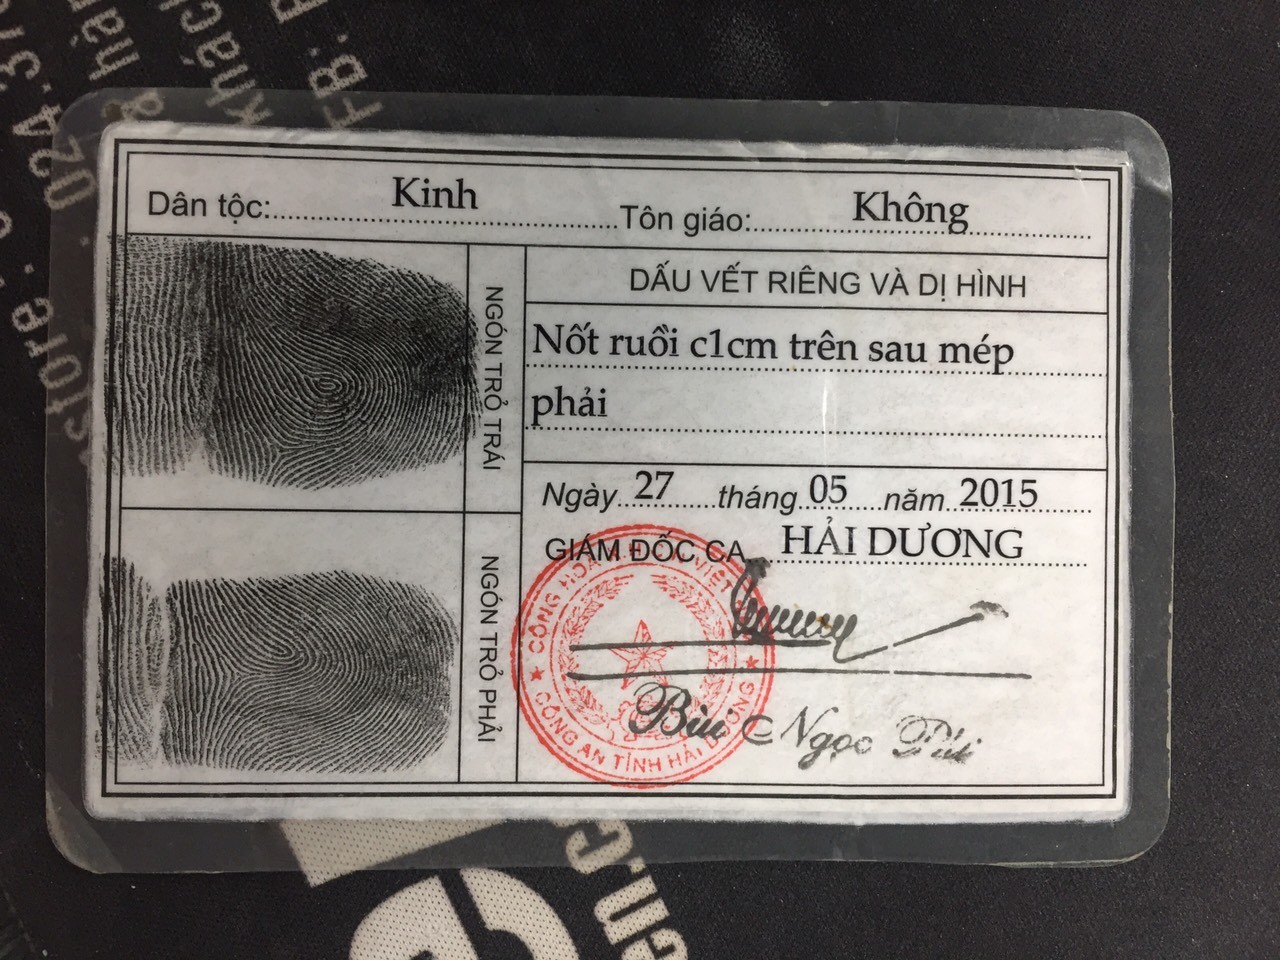 Dân tộc: Kinh Tôn giáo: Không
NGÓN TRỎ TRÁI
NGÓN TRỎ PHẢI
DẤU VẾT RIÊNG VÀ DỊ HÌNH
Nốt ruồi c1cm trên sau mép
phải
Ngày 27 tháng 05 năm 2015
GIÁM ĐỐC CA HẢI DƯƠNG
CÔNG AN TỈNH HẢI DƯƠNG
Bùi Ngọc
FB: